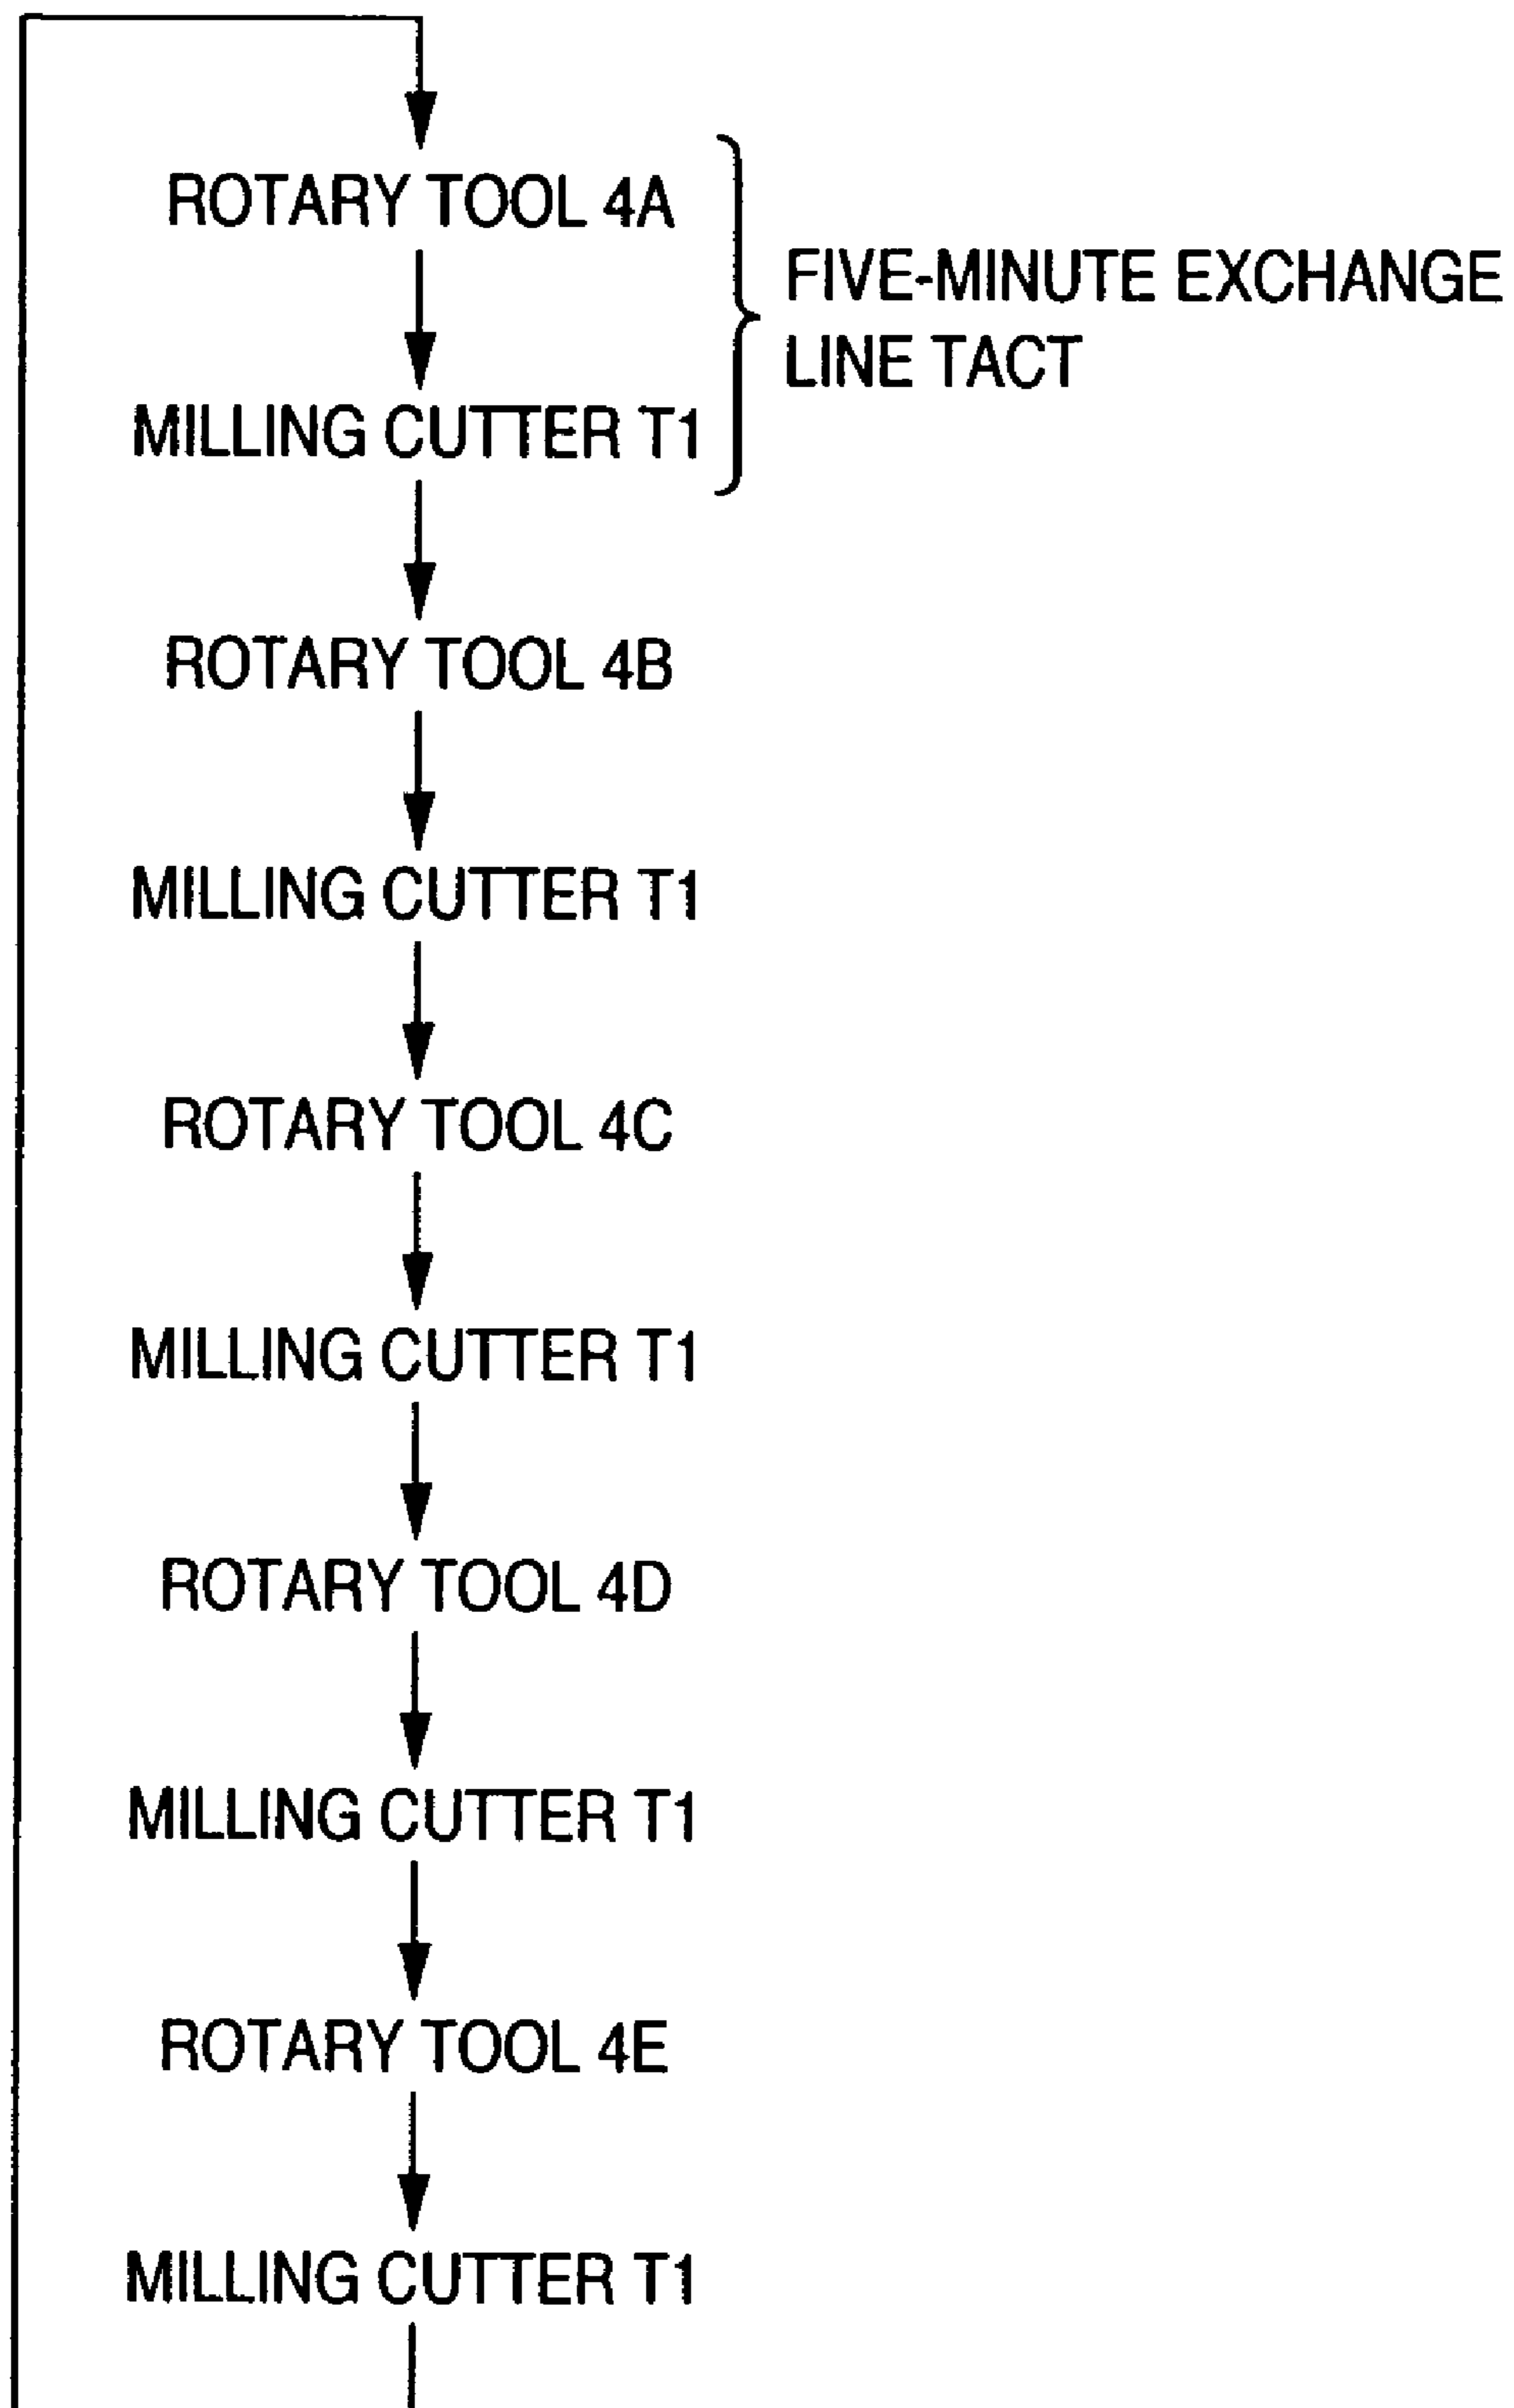 ROTARY TOOL 4A
FIVE-MINUTE EXCHANGE
LINE TACT
MILLING CUTTER T1
ROTARY TOOL 4B
MILLING CUTTER T1
ROTARY TOOL 4C
MILLING CUTTER T1
ROTARY TOOL 4D
MILLING CUTTER T1
ROTARY TOOL 4E
MILLING CUTTER T1